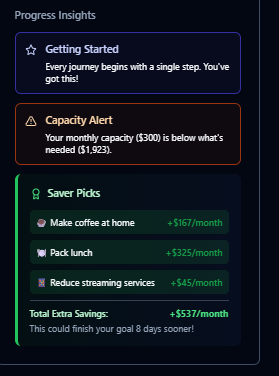 Progress Insights
Getting Started
Every journey begins with a single step. You've
got this!
Capacity Alert
Your monthly capacity ($300) is below what's
needed ($1,923).
Saver Picks
Make coffee at home +$167/month
Pack lunch +$325/month
Reduce streaming services +$45/month
Total Extra Savings: +$537/month
This could finish your goal 8 days sooner!